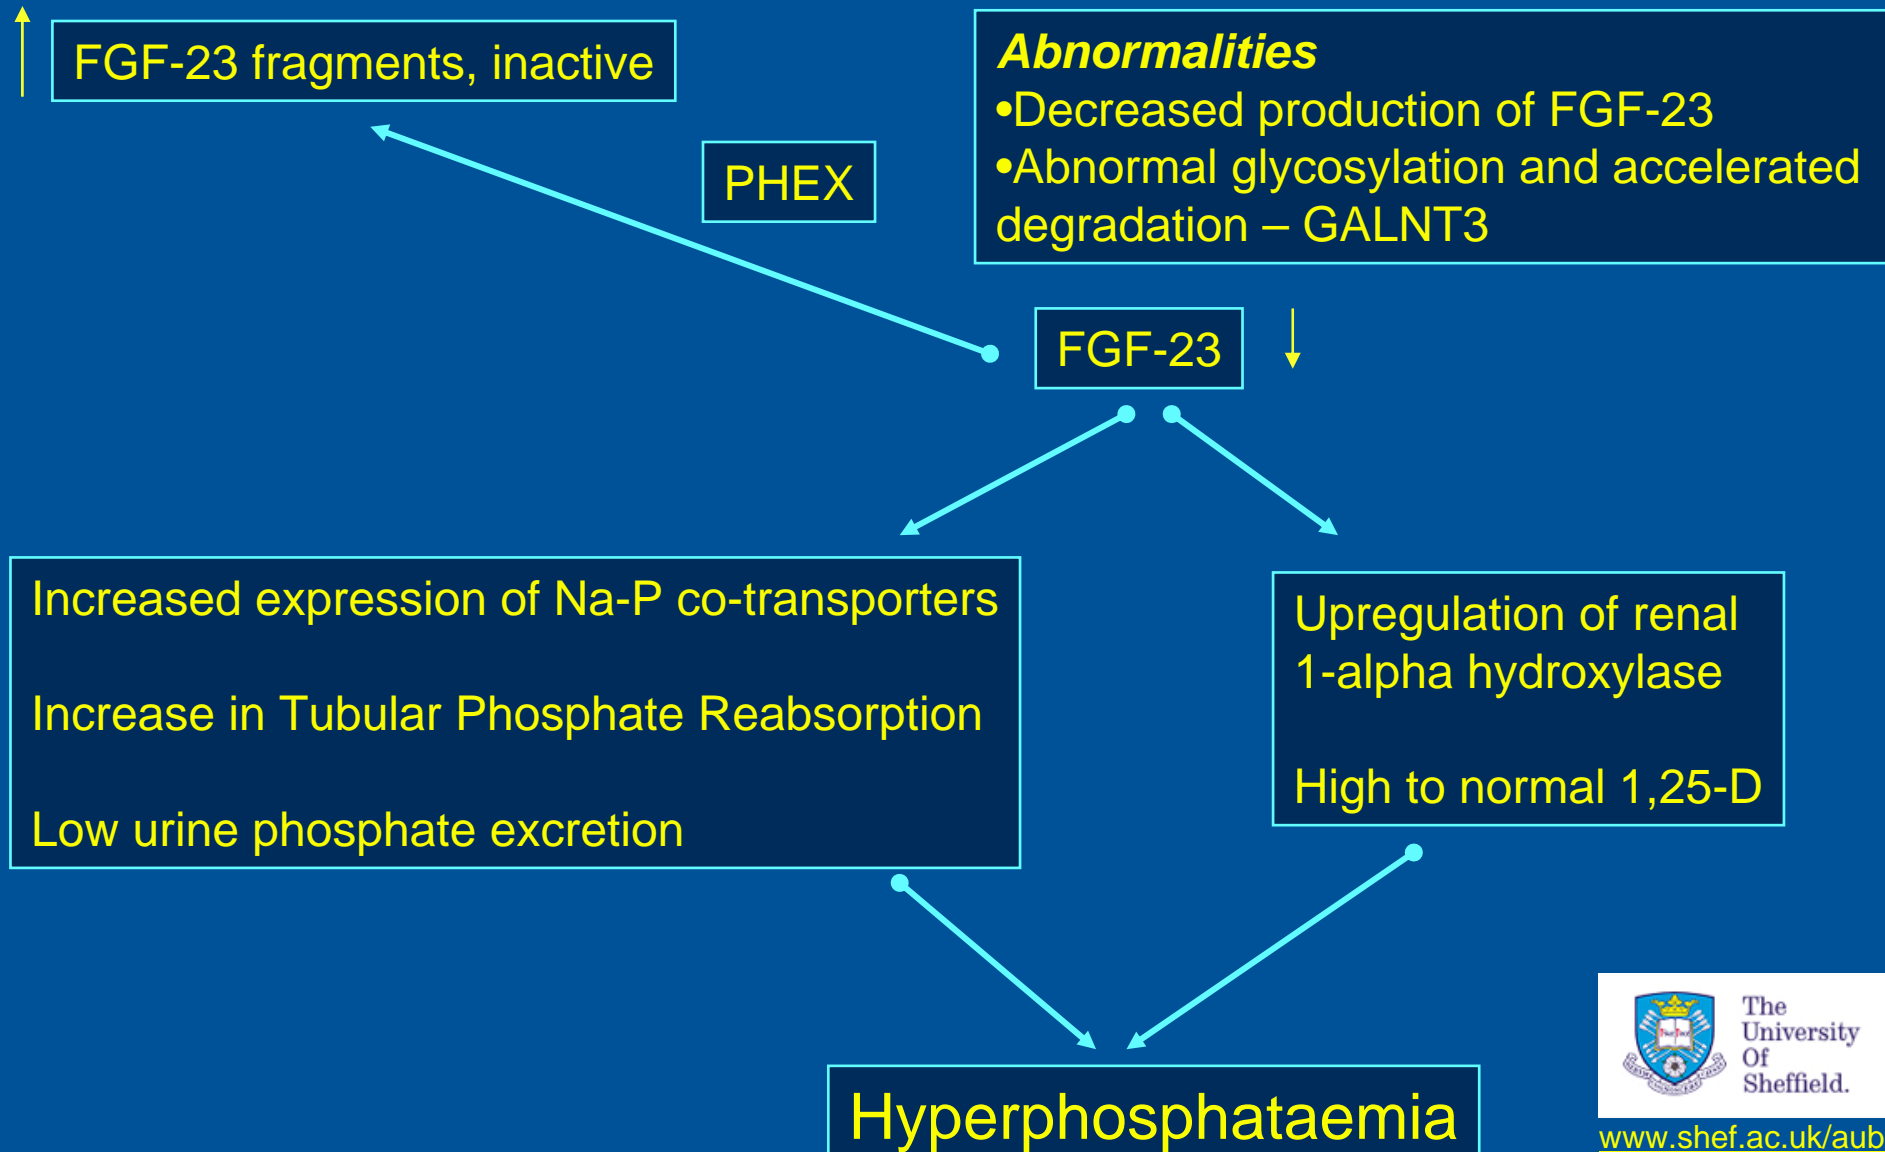 FGF-23 fragments, inactive
Abnormalities
•Decreased production of FGF-23
•Abnormal glycosylation and accelerated
degradation – GALNT3
PHEX
FGF-23
Increased expression of Na-P co-transporters
Increase in Tubular Phosphate Reabsorption
Low urine phosphate excretion
Upregulation of renal
1-alpha hydroxylase
High to normal 1,25-D
Hyperphosphataemia
The
University
Of
Sheffield.
www.shef.ac.uk/aub